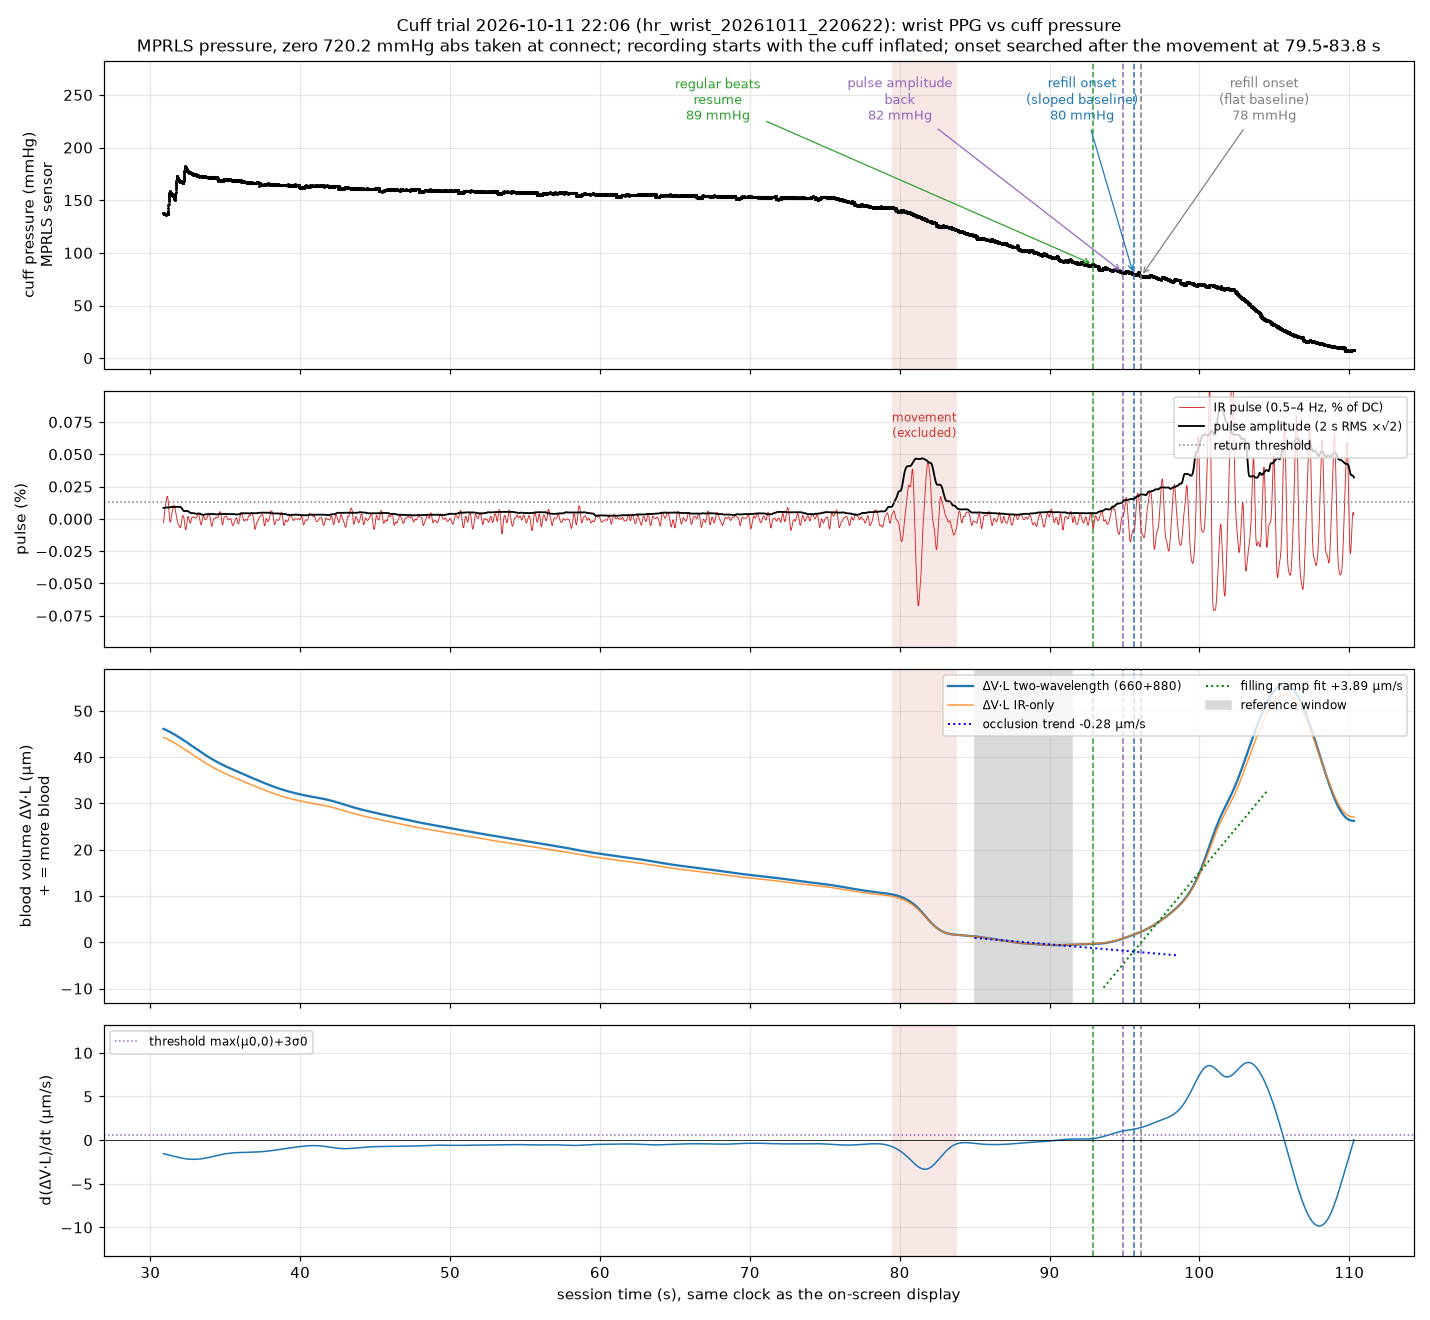 Cuff trial 2026-10-11 22:06 (hr_wrist_20261011_220622): wrist PPG vs cuff pressure
MPRLS pressure, zero 720.2 mmHg abs taken at connect; recording starts with the cuff inflated; onset searched after the movement at 79.5-83.8 s
cuff pressure (mmHg)
MPRLS sensor
250
200
150
100
50
0
regular beats
resume
89 mmHg
pulse amplitude
back
82 mmHg
refill onset
(sloped baseline)
80 mmHg
refill onset
(flat baseline)
78 mmHg
pulse (%)
0.075
0.050
0.025
0.000
−0.025
−0.050
−0.075
movement
(excluded)
IR pulse (0.5–4 Hz, % of DC)
pulse amplitude (2 s RMS ×√2)
return threshold
blood volume ΔV·L (µm)
+ = more blood
50
40
30
20
10
0
−10
ΔV·L two-wavelength (660+880)
ΔV·L IR-only
occlusion trend -0.28 µm/s
filling ramp fit +3.89 µm/s
reference window
d(ΔV·L)/dt (µm/s)
10
5
0
−5
−10
threshold max(µ0,0)+3σ0
30 40 50 60 70 80 90 100 110
session time (s), same clock as the on-screen display